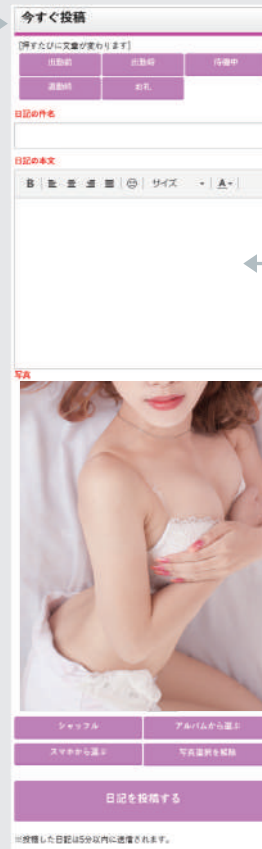 今すぐ投稿
[押すたびに文章が変わります]
出勤前 出勤時 待機中
退勤時 お礼
日記の件名
日記の本文
B サイズ A
写真
シャッフル アルバムから選ぶ
スマホから選ぶ 写真選択を解除
日記を投稿する
※投稿した日記は5分以内に送信されます。